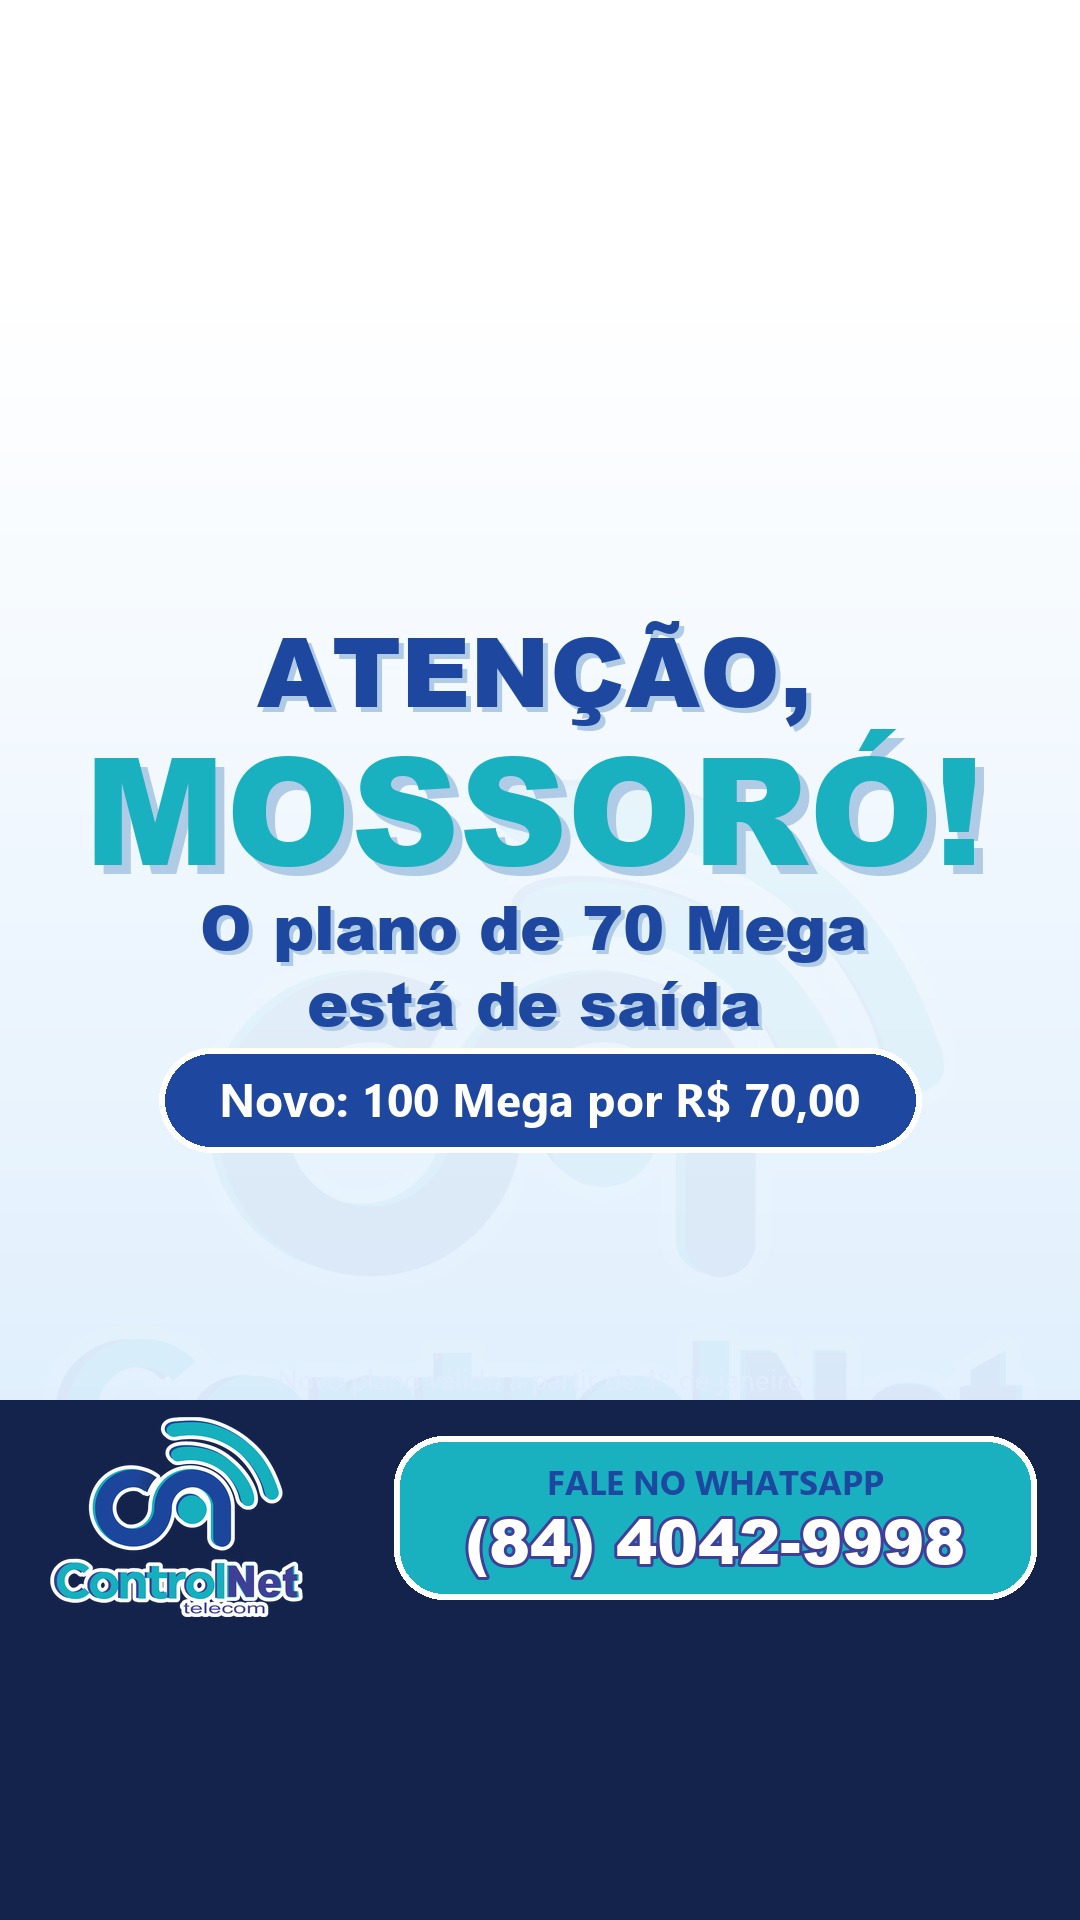 ATENÇÃO,
MOSSORÓ!
O plano de 70 Mega
está de saída
Novo: 100 Mega por R$ 70,00
ControlNet
FALE NO WHATSAPP
(84) 4042-9998
ControlNet
telecom